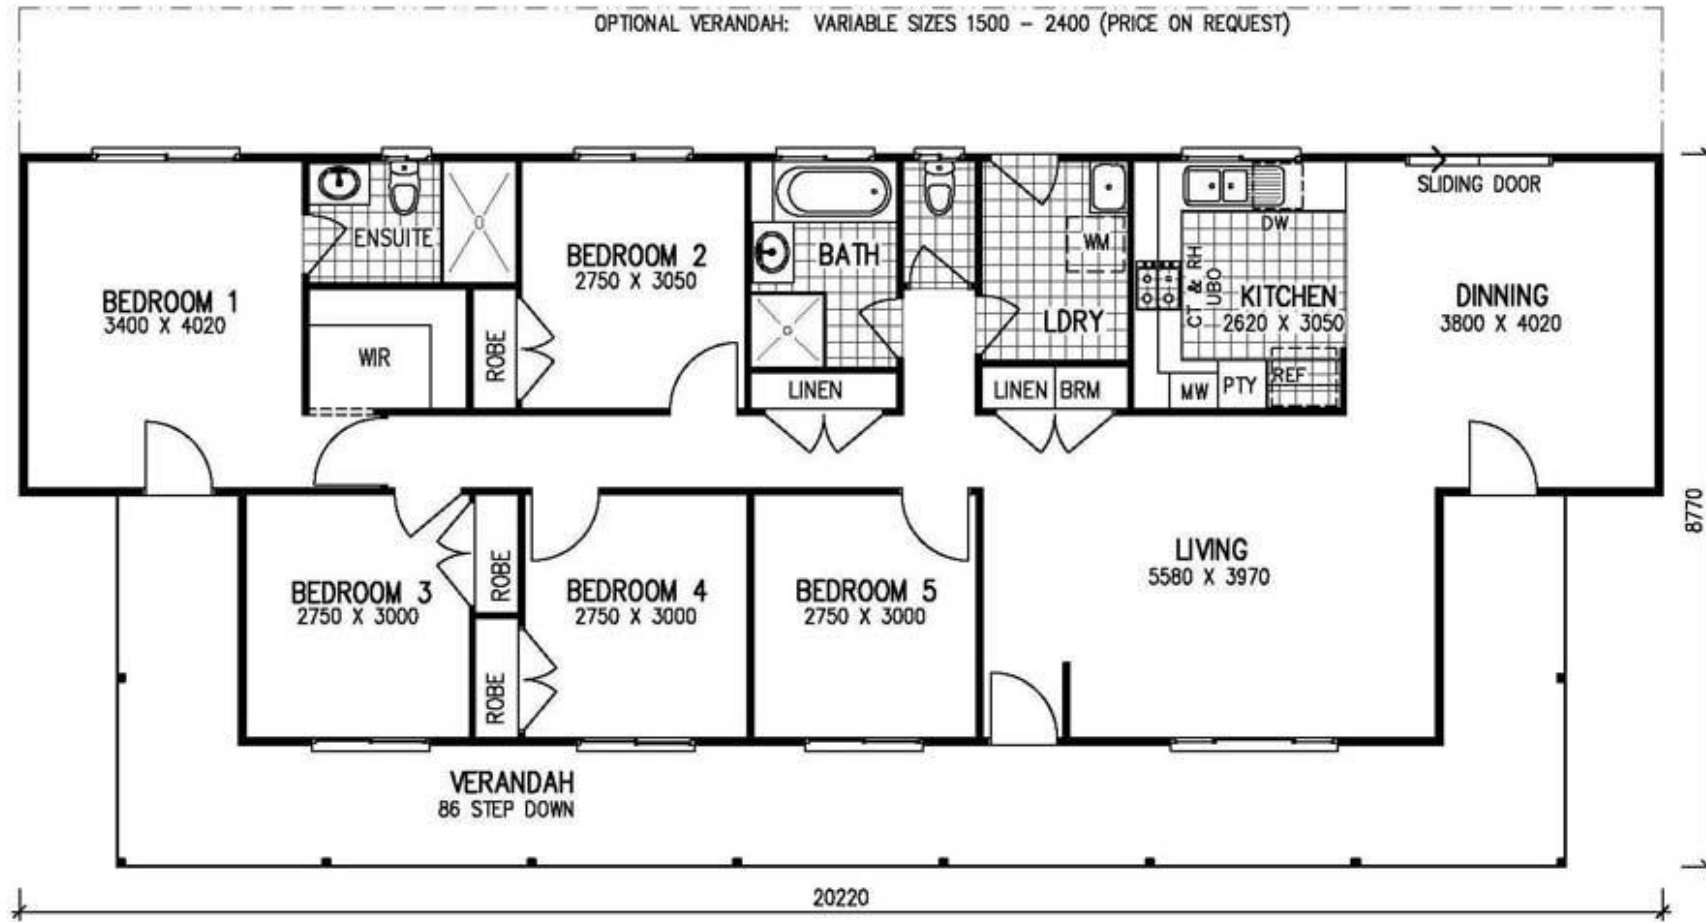 OPTIONAL VERANDAH: VARIABLE SIZES 1500 - 2400 (PRICE ON REQUEST)
SLIDING DOOR
ENSUITE
BEDROOM 1
3400 X 4020
WIR
ROBE
BEDROOM 2
2750 X 3050
BATH
LINEN
WM
LDRY
LINEN
BRM
DW
CT & RH
UBO
KITCHEN
2620 X 3050
MW
PTY
REF
DINNING
3800 X 4020
BEDROOM 3
2750 X 3000
ROBE
ROBE
BEDROOM 4
2750 X 3000
BEDROOM 5
2750 X 3000
LIVING
5580 X 3970
8770
VERANDAH
86 STEP DOWN
20220